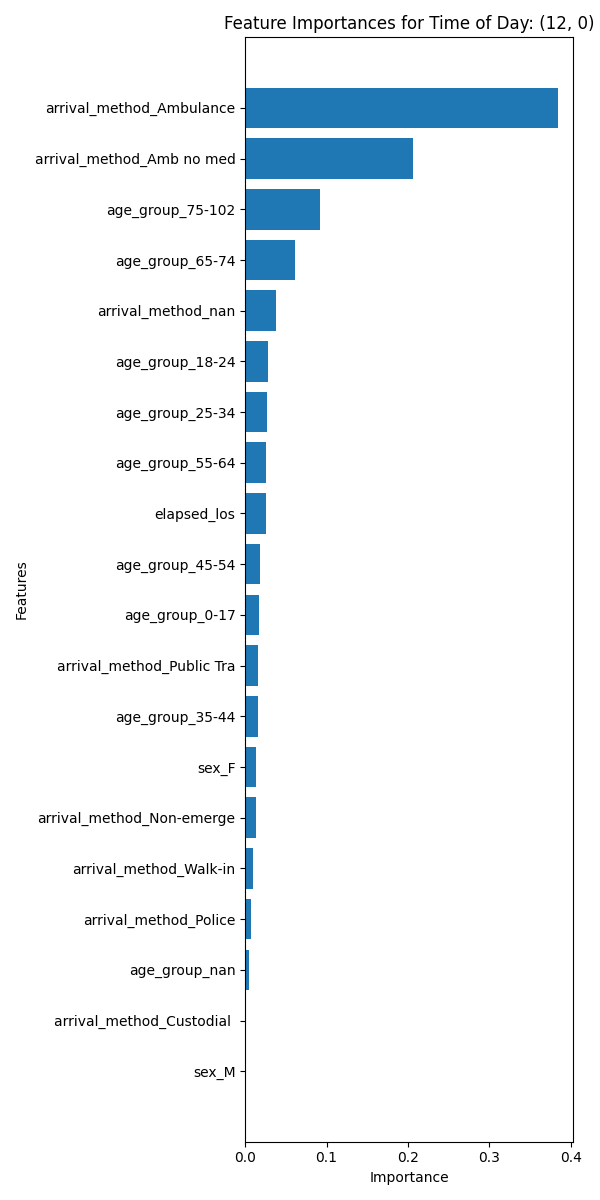 Feature Importances for Time of Day: (12, 0)
arrival_method_Ambulance
arrival_method_Amb no med
age_group_75-102
age_group_65-74
arrival_method_nan
age_group_18-24
age_group_25-34
age_group_55-64
elapsed_los
age_group_45-54
age_group_0-17
arrival_method_Public Tra
age_group_35-44
sex_F
arrival_method_Non-emerge
arrival_method_Walk-in
arrival_method_Police
age_group_nan
arrival_method_Custodial
sex_M
Features
0.0 0.1 0.2 0.3 0.4
Importance